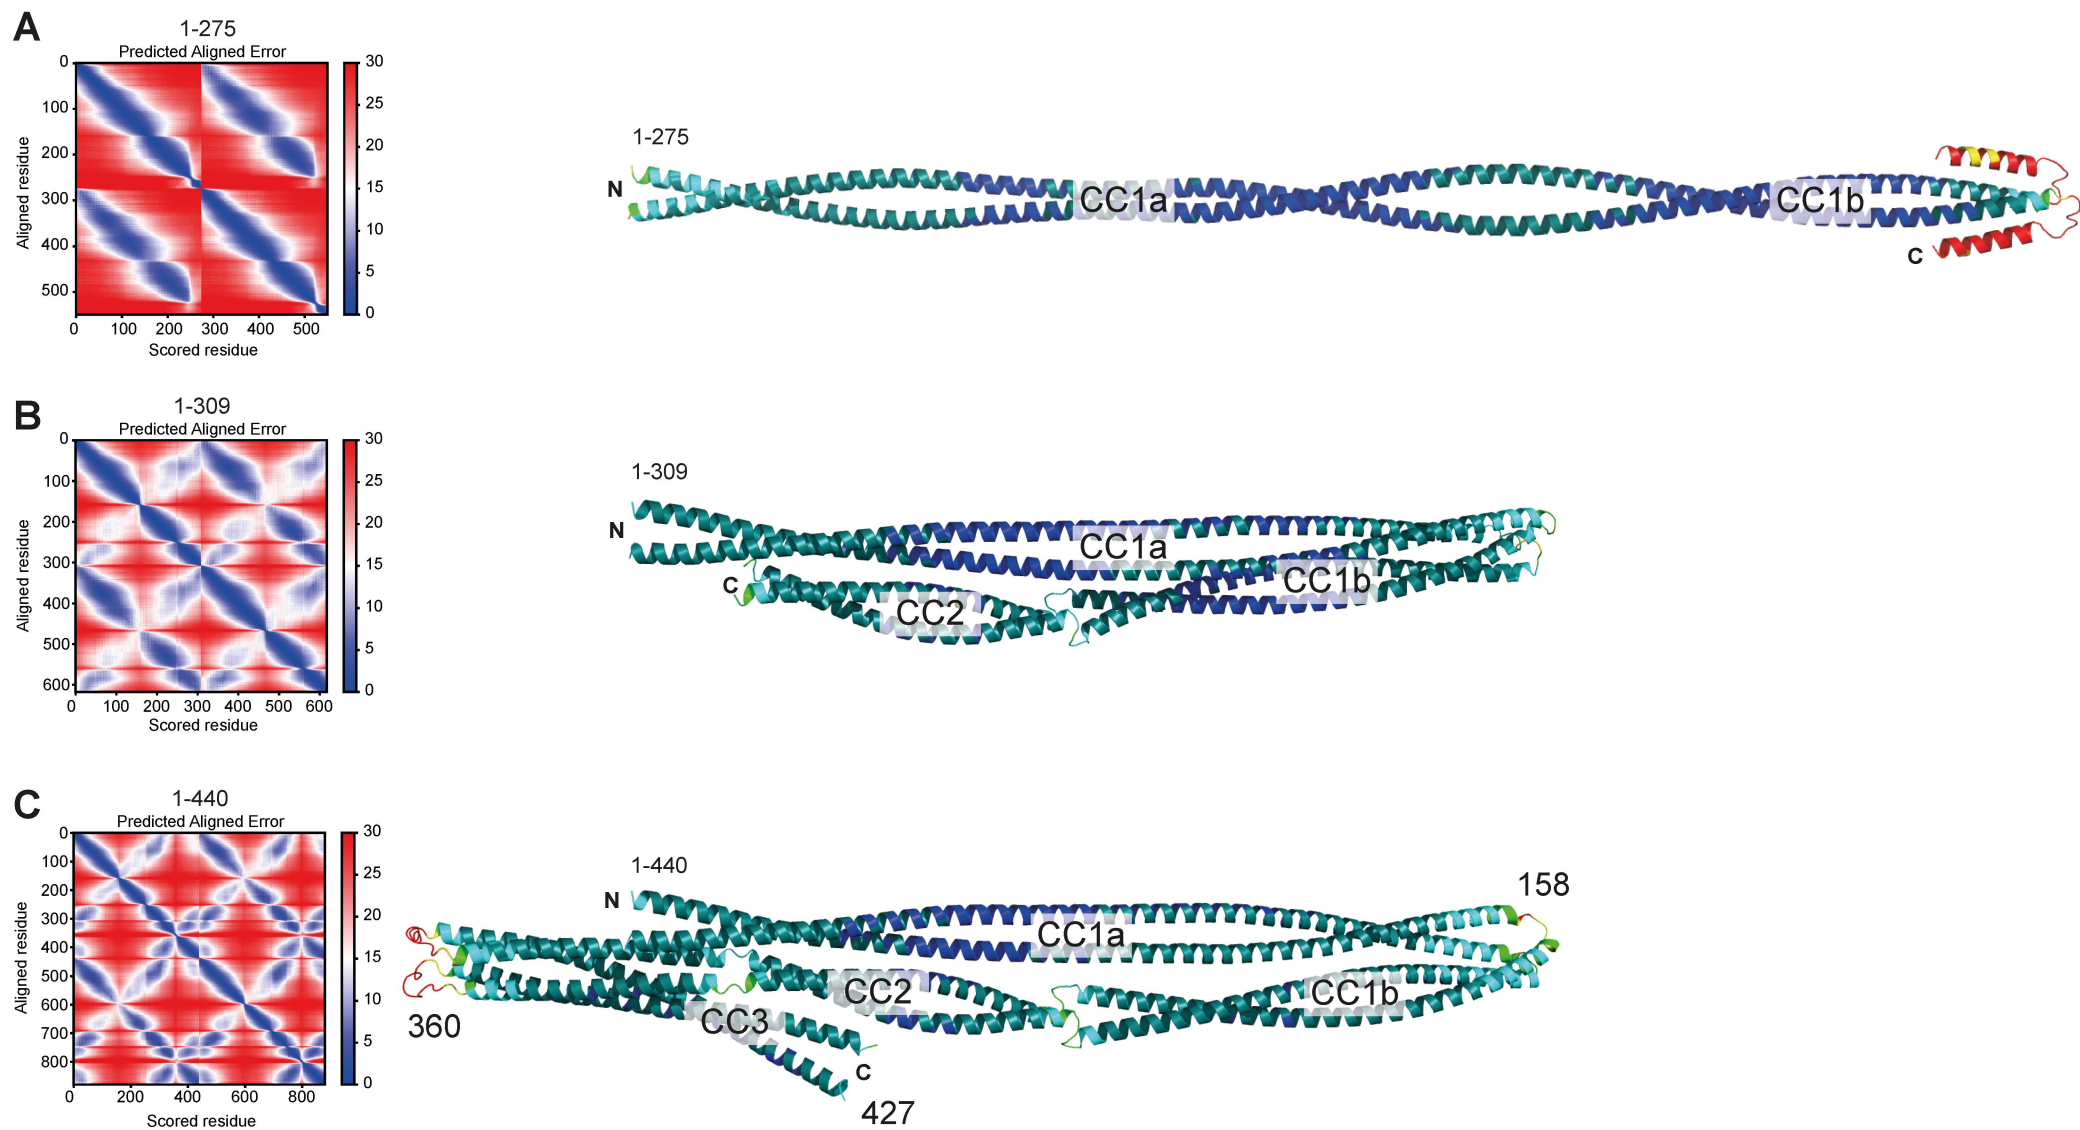 A
1-275
Predicted Aligned Error
0
100
200
300
400
500
Aligned residue
0 100 200 300 400 500
Scored residue
30
25
20
15
10
5
0
1-275
N
CC1a
CC1b
C
B
1-309
Predicted Aligned Error
0
100
200
300
400
500
600
Aligned residue
0 100 200 300 400 500 600
Scored residue
30
25
20
15
10
5
0
1-309
N
CC1a
CC1b
C
CC2
C
1-440
Predicted Aligned Error
0
100
200
300
400
500
600
700
800
Aligned residue
0 200 400 600 800
Scored residue
30
25
20
15
10
5
0
1-440
N
158
CC1a
CC2
CC1b
360
CC3
C
427